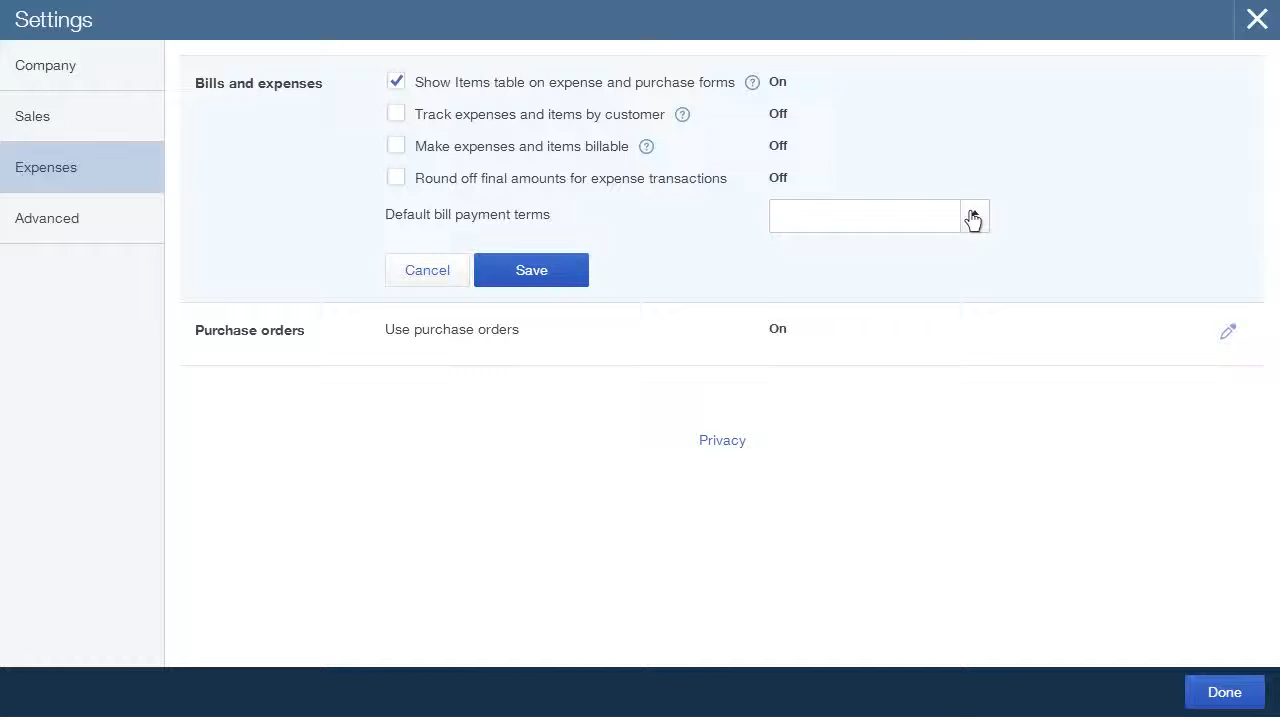 Settings
Company
Sales
Expenses
Advanced
Bills and expenses
Show Items table on expense and purchase forms ? On
Track expenses and items by customer ? Off
Make expenses and items billable ? Off
Round off final amounts for expense transactions Off
Default bill payment terms
Cancel Save
Purchase orders Use purchase orders On
Privacy
Done